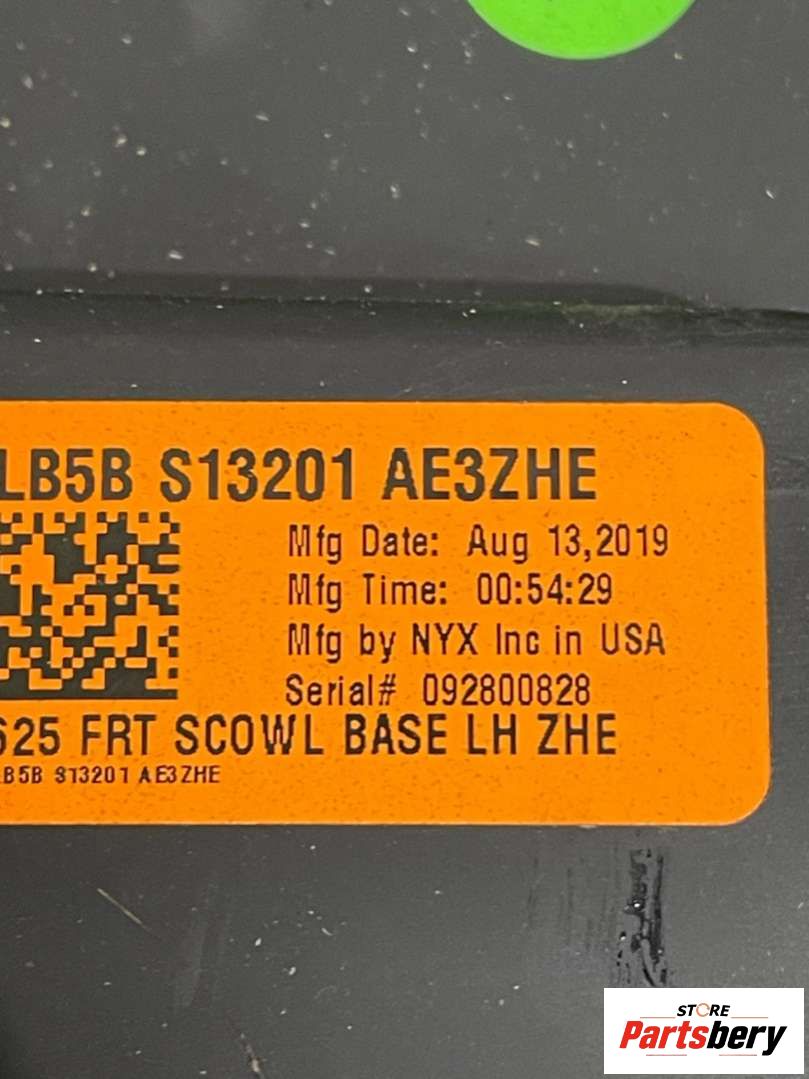 LB5B S13201 AE3ZHE
Mfg Date: Aug 13,2019
Mfg Time: 00:54:29
Mfg by NYX Inc in USA
Serial# 092800828
625 FRT SCOWL BASE LH ZHE
LB5B S13201 AE3ZHE
STORE
Partsbery